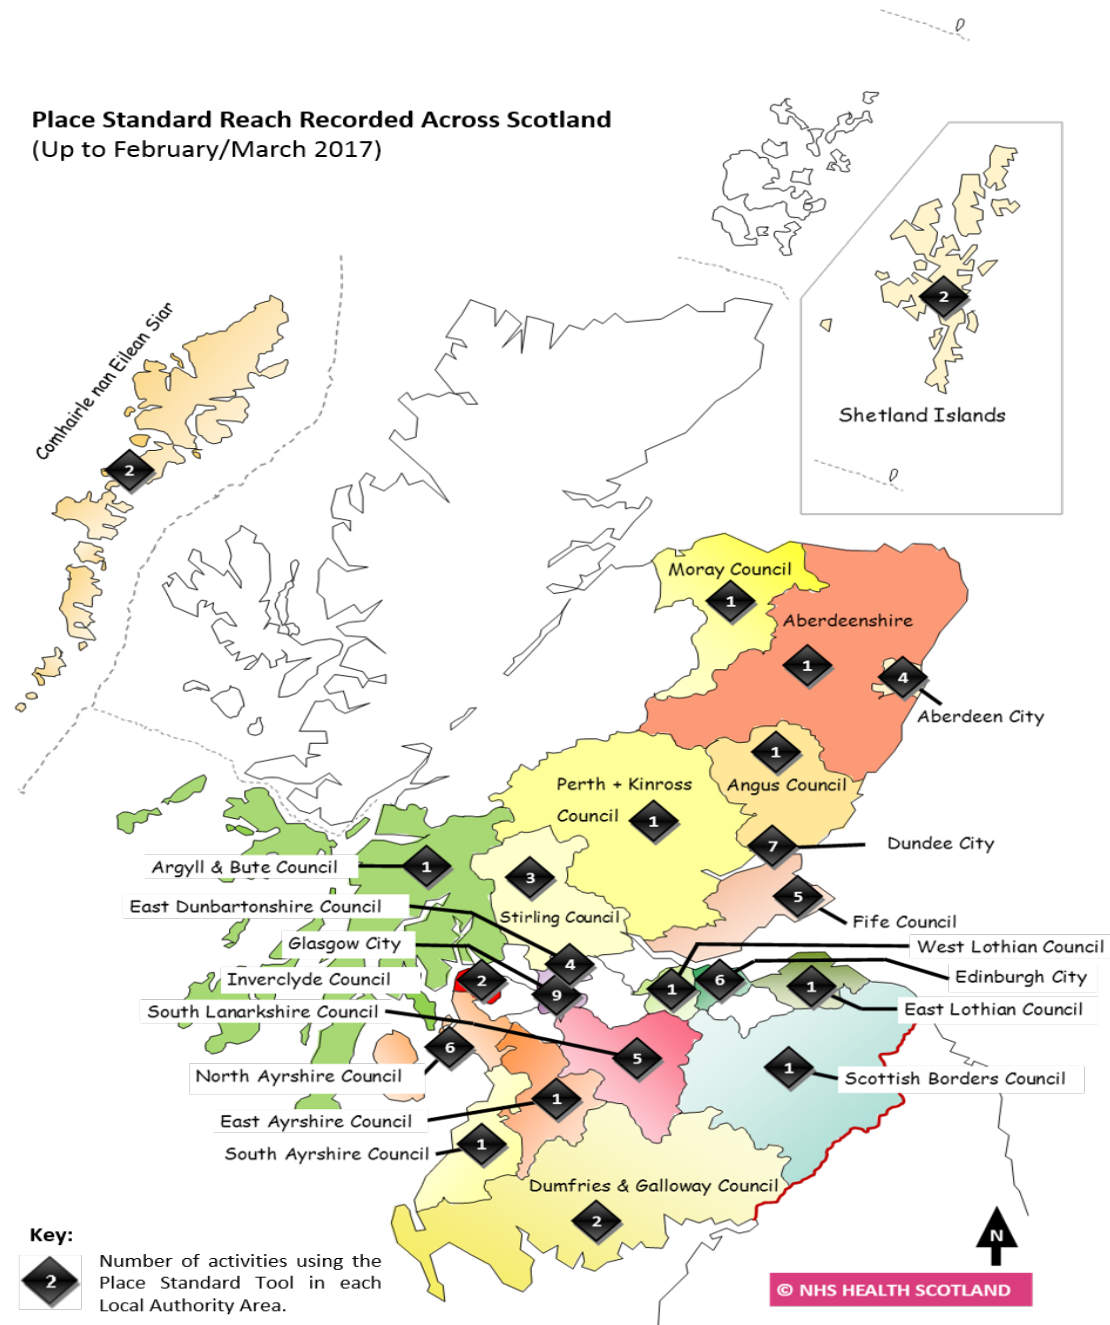 Place Standard Reach Recorded Across Scotland
(Up to February/March 2017)
Comhairle nan Eilean Siar
2
2
Shetland Islands
Moray Council
1
Aberdeenshire
1
4
Aberdeen City
1
Angus Council
Perth + Kinross
Council
1
7
Dundee City
Argyll & Bute Council
1
3
5
East Dunbartonshire Council
Stirling Council
Fife Council
Glasgow City
West Lothian Council
4
Inverclyde Council
2
9
1
6
1
Edinburgh City
South Lanarkshire Council
East Lothian Council
6
5
North Ayrshire Council
1
Scottish Borders Council
1
East Ayrshire Council
South Ayrshire Council
1
Dumfries & Galloway Council
2
Key:
2
Number of activities using the
Place Standard Tool in each
Local Authority Area.
N
© NHS HEALTH SCOTLAND